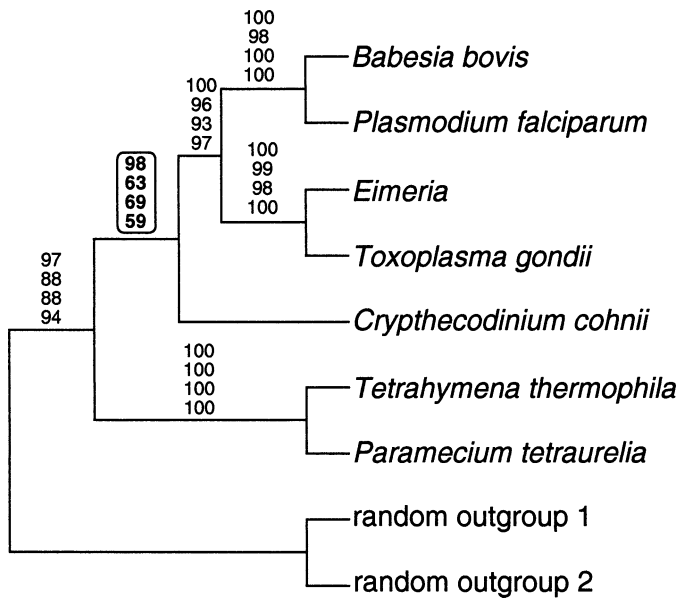 100
98
100
100
Babesia bovis
100
96
93
97
Plasmodium falciparum
100
99
98
100
Eimeria
98
63
69
59
Toxoplasma gondii
97
88
88
94
Crypthecodinium cohnii
100
100
100
100
Tetrahymena thermophila
Paramecium tetraurelia
random outgroup 1
random outgroup 2